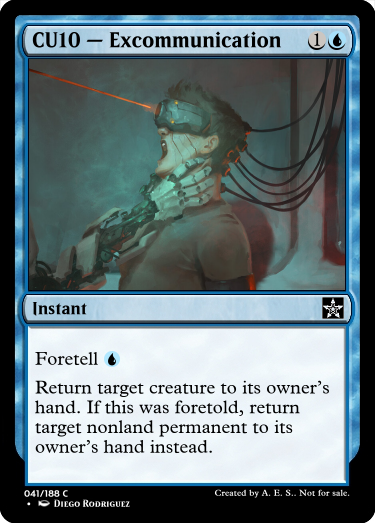 CU10 — Excommunication 1
Instant
Foretell
Return target creature to its owner's
hand. If this was foretold, return
target nonland permanent to its
owner's hand instead.
041/188 C
Created by A. E. S.. Not for sale.
• Diego Rodriguez